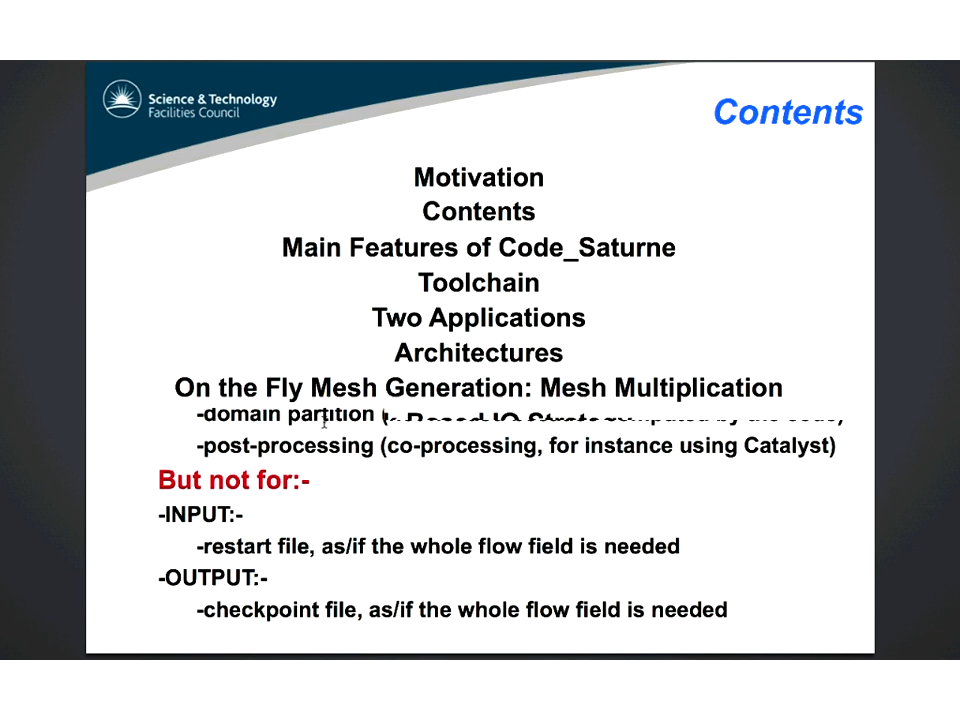 Science & Technology
Facilities Council
Contents
Motivation
Contents
Main Features of Code_Saturne
Toolchain
Two Applications
Architectures
On the Fly Mesh Generation: Mesh Multiplication
-domain partition (
-post-processing (co-processing, for instance using Catalyst)
But not for:-
-INPUT:-
-restart file, as/if the whole flow field is needed
-OUTPUT:-
-checkpoint file, as/if the whole flow field is needed